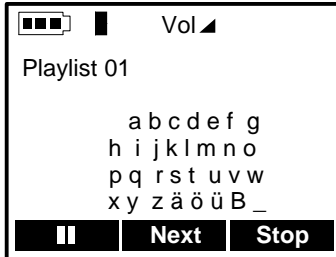 Vol
Playlist 01
a b c d e f g
h i j k l m n o
p q r s t u v w
x y z ä ö ü B _
Next Stop